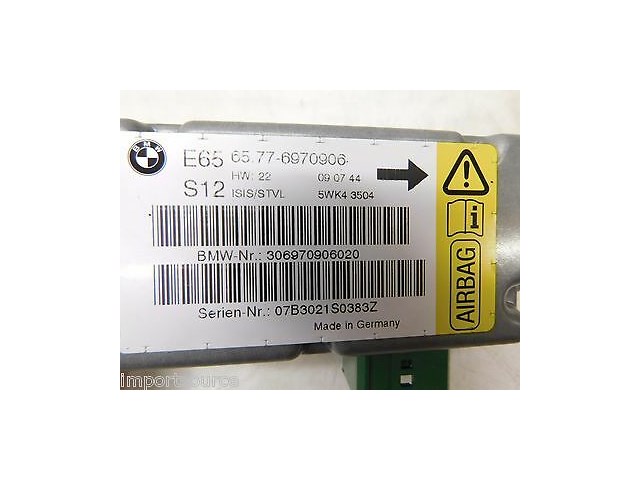 BMW
E65 65.77-6970906
HW: 22 09 07 44
S12 ISIS/STVL 5WK4 3504
BMW-Nr.: 306970906020
Serien-Nr.: 07B3021S0383Z
Made in Germany
AIRBAG
importsource